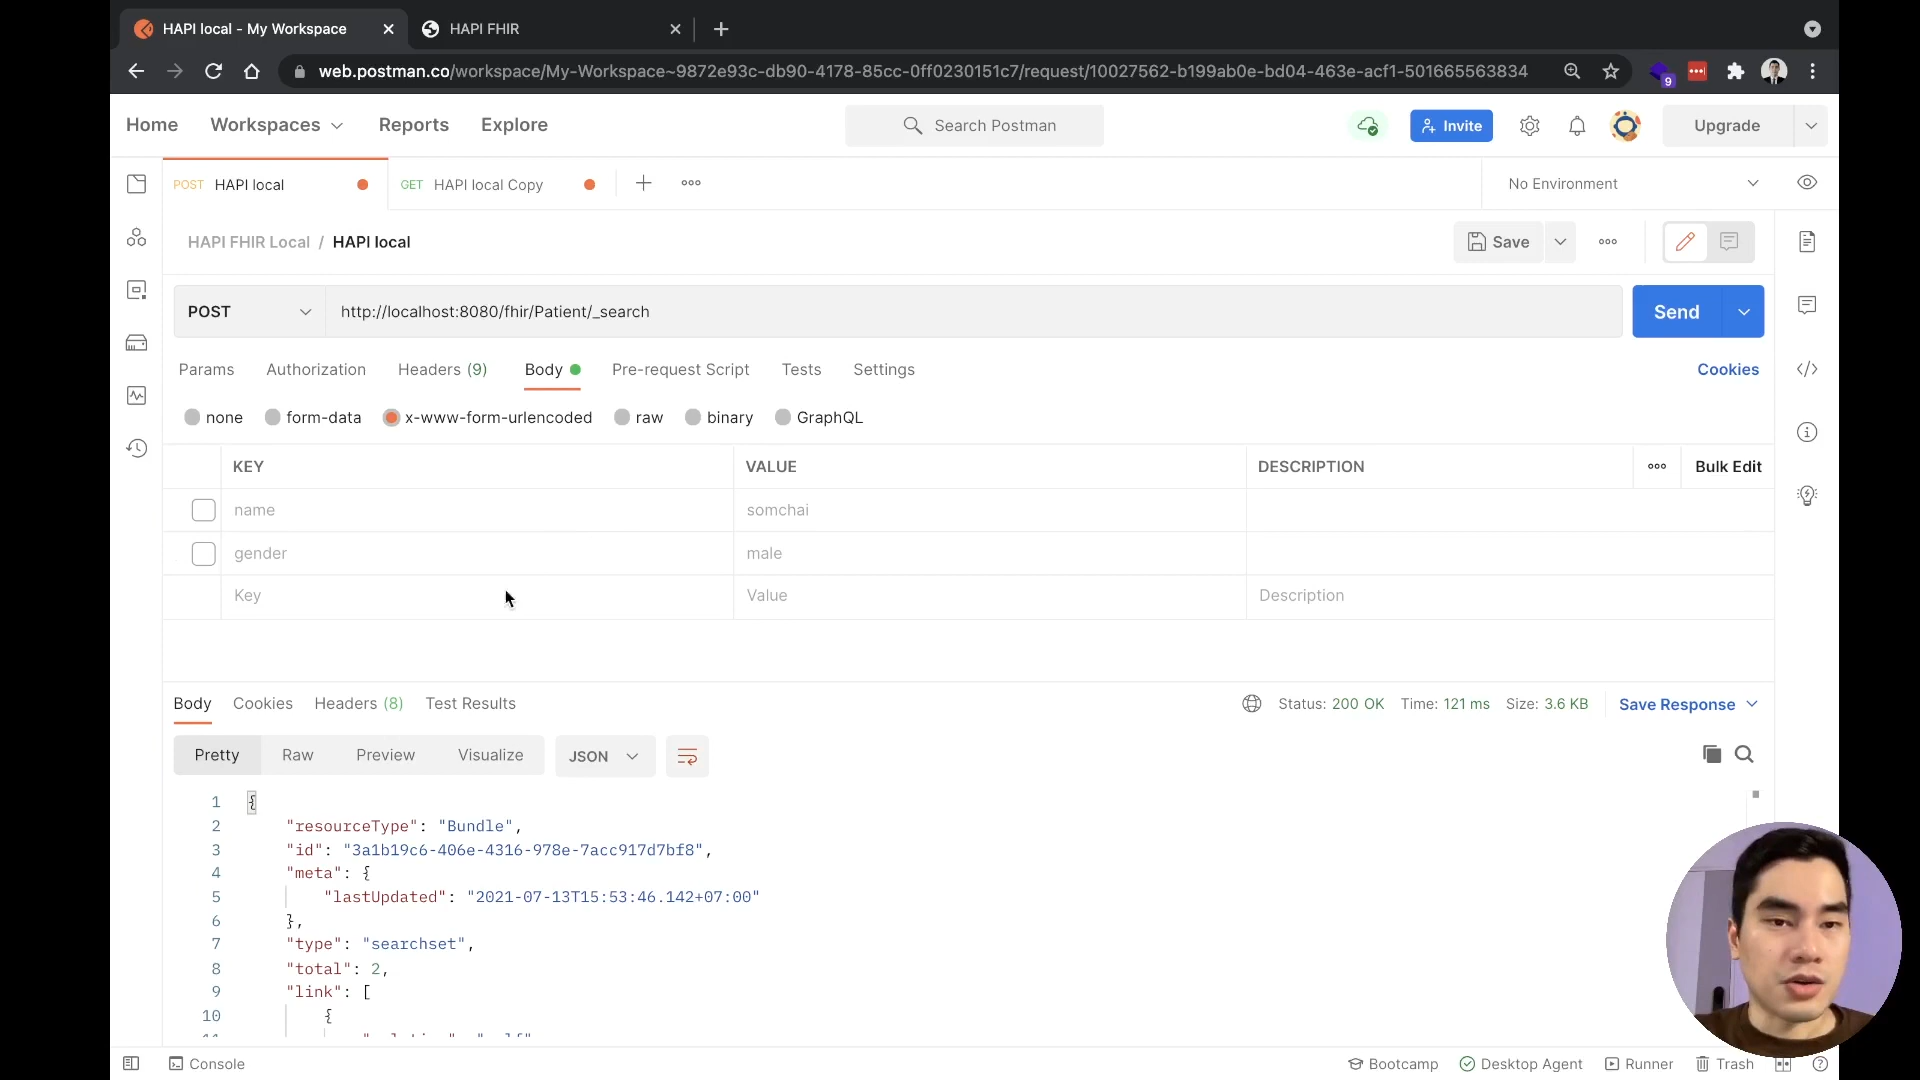 HAPI local - My Workspace
HAPI FHIR
web.postman.co/workspace/My-Workspace~9872e93c-db90-4178-85cc-0ff0230151c7/request/10027562-b199ab0e-bd04-463e-acf1-501665563834
9
Home Workspaces Reports Explore
Search Postman
Invite
Upgrade
POST HAPI local
GET HAPI local Copy
No Environment
HAPI FHIR Local / HAPI local
Save
POST
http://localhost:8080/fhir/Patient/_search
Send
Params Authorization Headers (9) Body Pre-request Script Tests Settings
Cookies
none form-data x-www-form-urlencoded raw binary GraphQL
KEY VALUE DESCRIPTION Bulk Edit
name somchai
gender male
Key Value Description
Body Cookies Headers (8) Test Results
Status: 200 OK Time: 121 ms Size: 3.6 KB Save Response
Pretty Raw Preview Visualize JSON
1 {
2 "resourceType": "Bundle",
3 "id": "3a1b19c6-406e-4316-978e-7acc917d7bf8",
4 "meta": {
5 "lastUpdated": "2021-07-13T15:53:46.142+07:00"
6 },
7 "type": "searchset",
8 "total": 2,
9 "link": [
10 {
Console
Bootcamp Desktop Agent Runner Trash